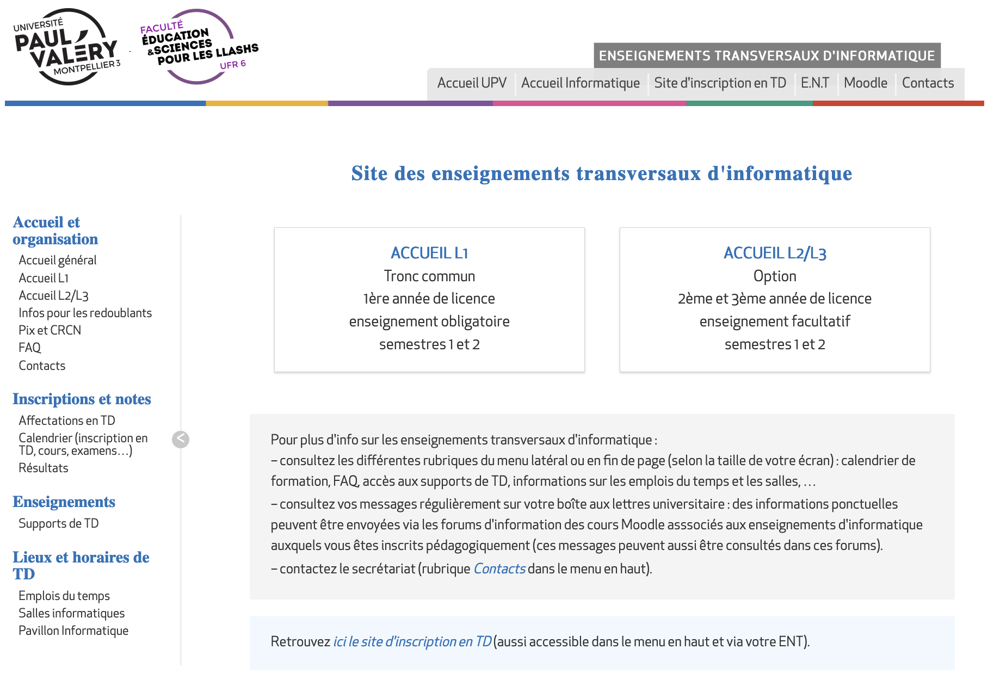 UNIVERSITÉ
PAUL
VALÉRY
MONTPELLIER 3
FACULTÉ
ÉDUCATION
&SCIENCES
POUR LES LLASHS
UFR 6
ENSEIGNEMENTS TRANSVERSAUX D'INFORMATIQUE
Accueil UPV Accueil Informatique Site d'inscription en TD E.N.T Moodle Contacts
Site des enseignements transversaux d'informatique
Accueil et
organisation
Accueil général
Accueil L1
Accueil L2/L3
Infos pour les redoublants
Pix et CRCN
FAQ
Contacts
Inscriptions et notes
Affectations en TD
Calendrier (inscription en
TD, cours, examens…)
Résultats
Enseignements
Supports de TD
Lieux et horaires de
TD
Emplois du temps
Salles informatiques
Pavillon Informatique
<
ACCUEIL L1
Tronc commun
1ère année de licence
enseignement obligatoire
semestres 1 et 2
ACCUEIL L2/L3
Option
2ème et 3ème année de licence
enseignement facultatif
semestres 1 et 2
Pour plus d'info sur les enseignements transversaux d'informatique :
– consultez les différentes rubriques du menu latéral ou en fin de page (selon la taille de votre écran) : calendrier de
formation, FAQ, accès aux supports de TD, informations sur les emplois du temps et les salles, …
– consultez vos messages régulièrement sur votre boîte aux lettres universitaire : des informations ponctuelles
peuvent être envoyées via les forums d'information des cours Moodle asssociés aux enseignements d'informatique
auxquels vous êtes inscrits pédagogiquement (ces messages peuvent aussi être consultés dans ces forums).
– contactez le secrétariat (rubrique Contacts dans le menu en haut).
Retrouvez ici le site d'inscription en TD (aussi accessible dans le menu en haut et via votre ENT).